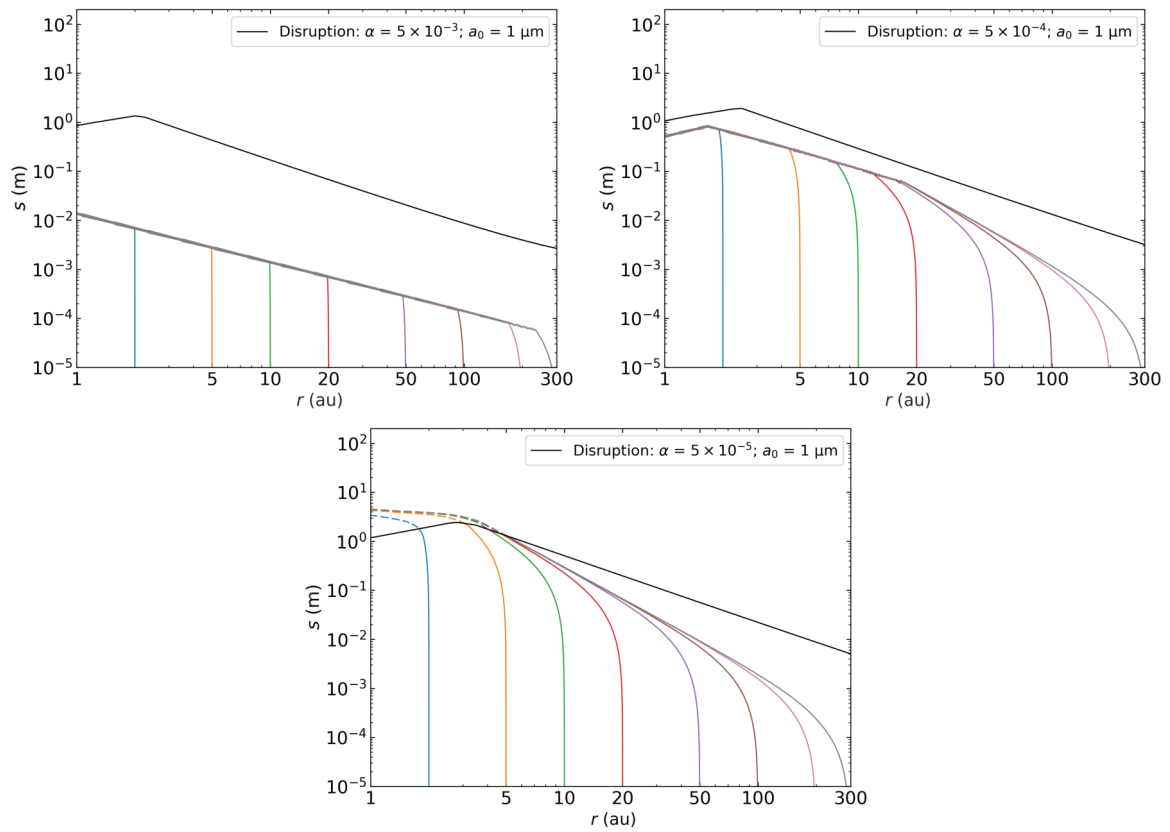 Disruption: α = 5 × 10⁻³; a₀ = 1 μm
s (m)
10²
10¹
10⁰
10⁻¹
10⁻²
10⁻³
10⁻⁴
10⁻⁵
1 5 10 20 50 100 300
r (au)
Disruption: α = 5 × 10⁻⁴; a₀ = 1 μm
s (m)
10²
10¹
10⁰
10⁻¹
10⁻²
10⁻³
10⁻⁴
10⁻⁵
1 5 10 20 50 100 300
r (au)
Disruption: α = 5 × 10⁻⁵; a₀ = 1 μm
s (m)
10²
10¹
10⁰
10⁻¹
10⁻²
10⁻³
10⁻⁴
10⁻⁵
1 5 10 20 50 100 300
r (au)